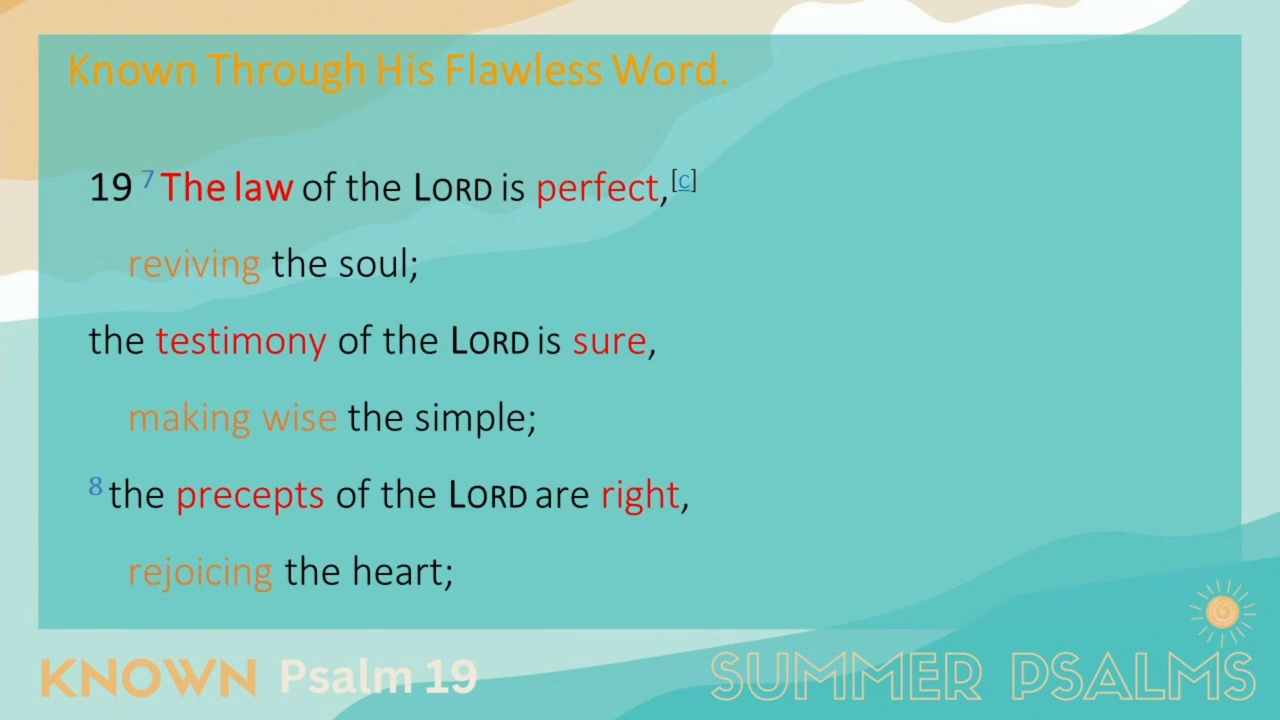 Known Through His Flawless Word.
19 7 The law of the LORD is perfect,[c]
reviving the soul;
the testimony of the LORD is sure,
making wise the simple;
8 the precepts of the LORD are right,
rejoicing the heart;
KNOWN Psalm 19
SUMMER PSALMS